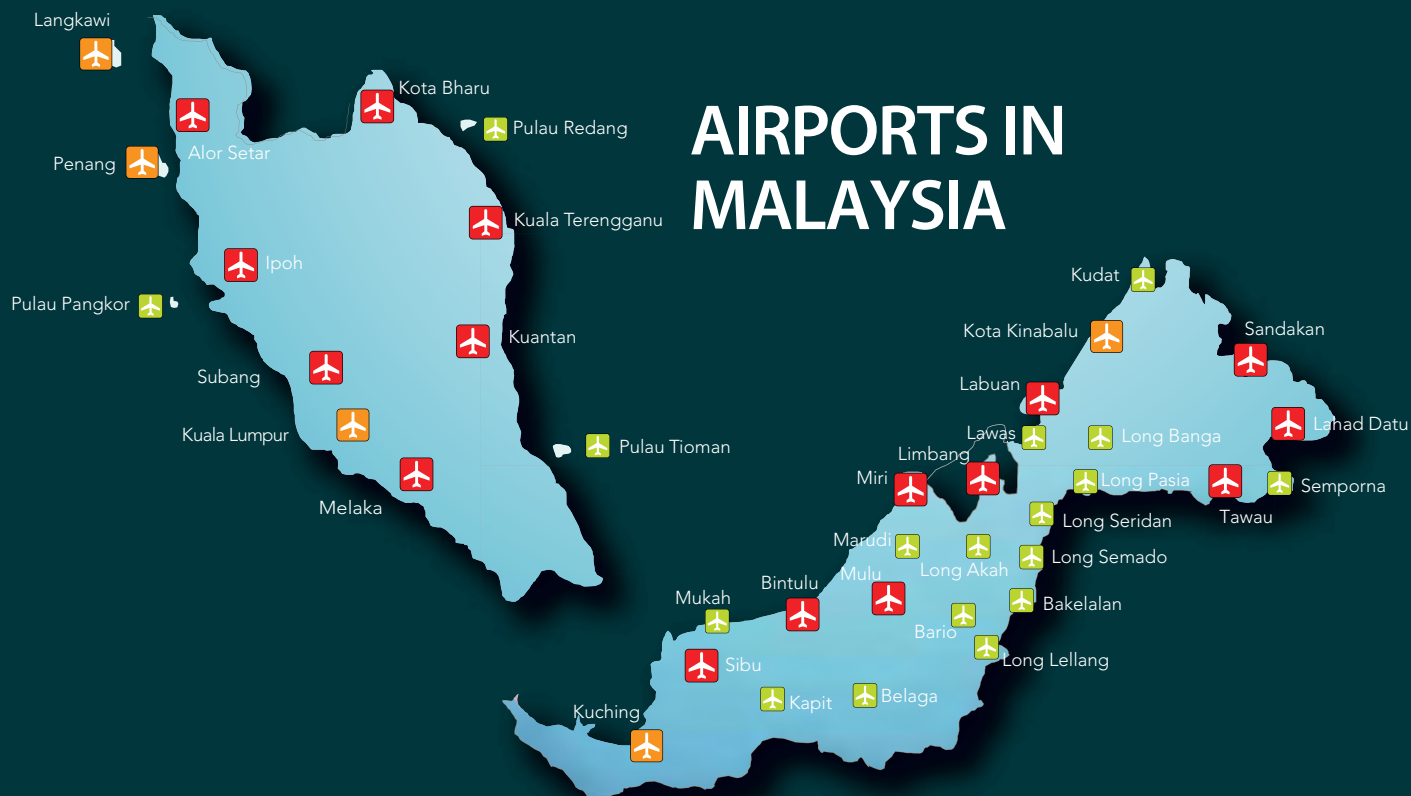 Langkawi
Kota Bharu
Pulau Redang
AIRPORTS IN
MALAYSIA
Alor Setar
Penang
Kuala Terengganu
Ipoh
Pulau Pangkor
Kuantan
Subang
Kuala Lumpur
Pulau Tioman
Melaka
Kudat
Kota Kinabalu
Sandakan
Labuan
Lahad Datu
Lawas
Long Banga
Limbang
Miri
Long Pasia
Semporna
Tawau
Long Seridan
Marudi
Long Akah
Long Semado
Mulu
Bintulu
Mukah
Bakelalan
Bario
Long Lellang
Sibu
Kapit
Belaga
Kuching